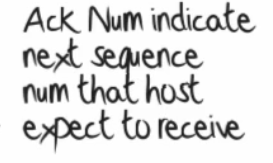 Ack Num indicate
next sequence
num that host
expect to receive